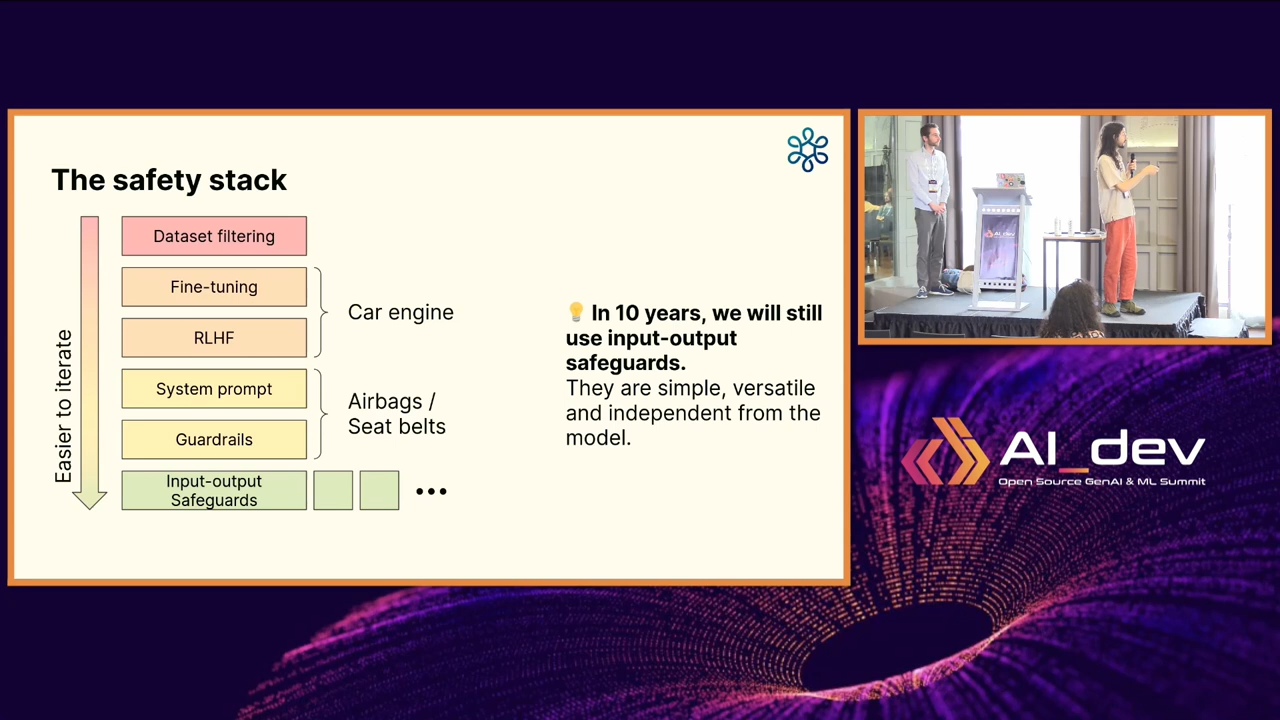 The safety stack
Easier to iterate
Dataset filtering
Fine-tuning
RLHF
Car engine
System prompt
Guardrails
Airbags /
Seat belts
Input-output
Safeguards
💡 In 10 years, we will still
use input-output
safeguards.
They are simple, versatile
and independent from the
model.
AI_dev
AI_dev
Open Source GenAI & ML Summit